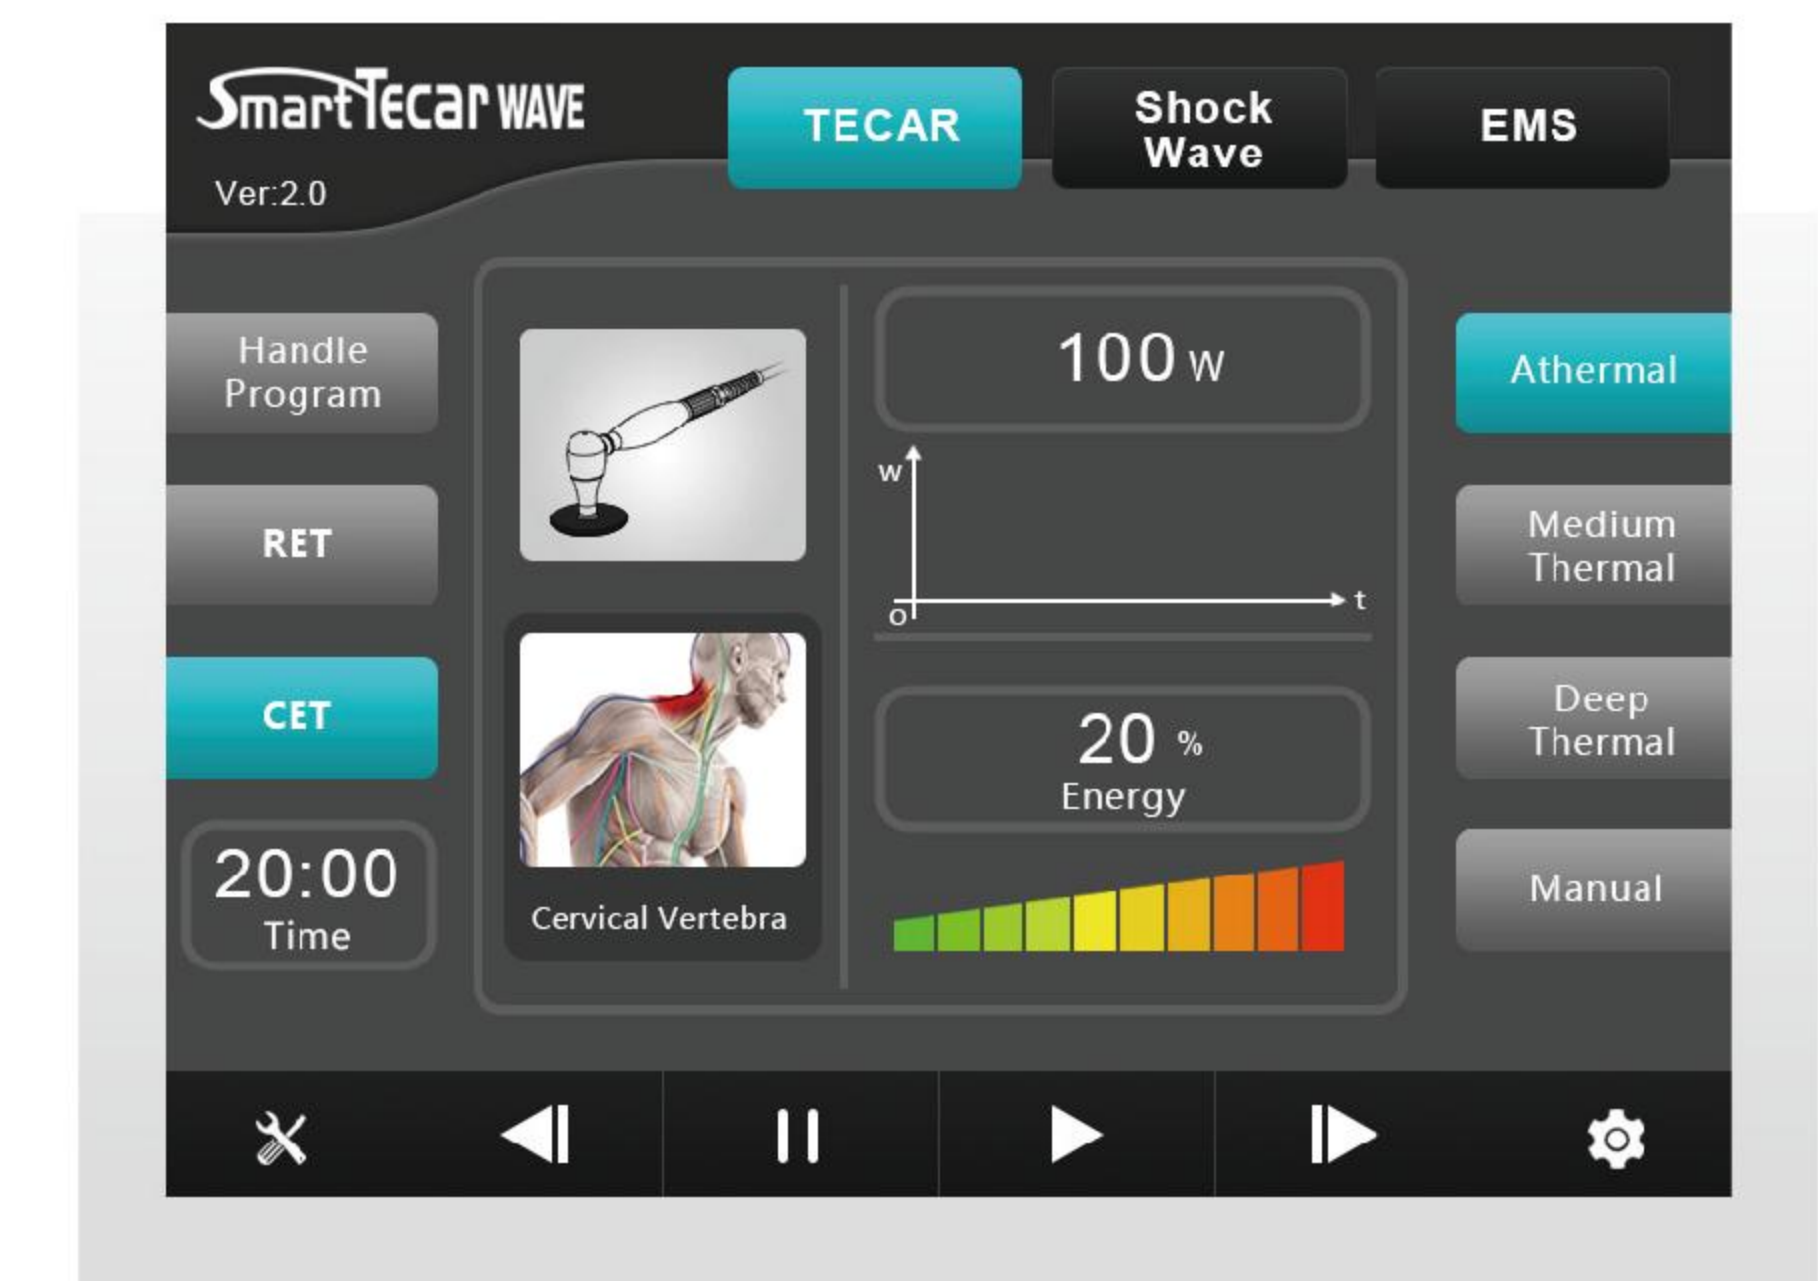 SmartTecar WAVE
Ver:2.0
TECAR
Shock
Wave
EMS
Handle
Program
RET
CET
20:00
Time
Cervical Vertebra
100 W
w
o
t
20 %
Energy
Athermal
Medium
Thermal
Deep
Thermal
Manual